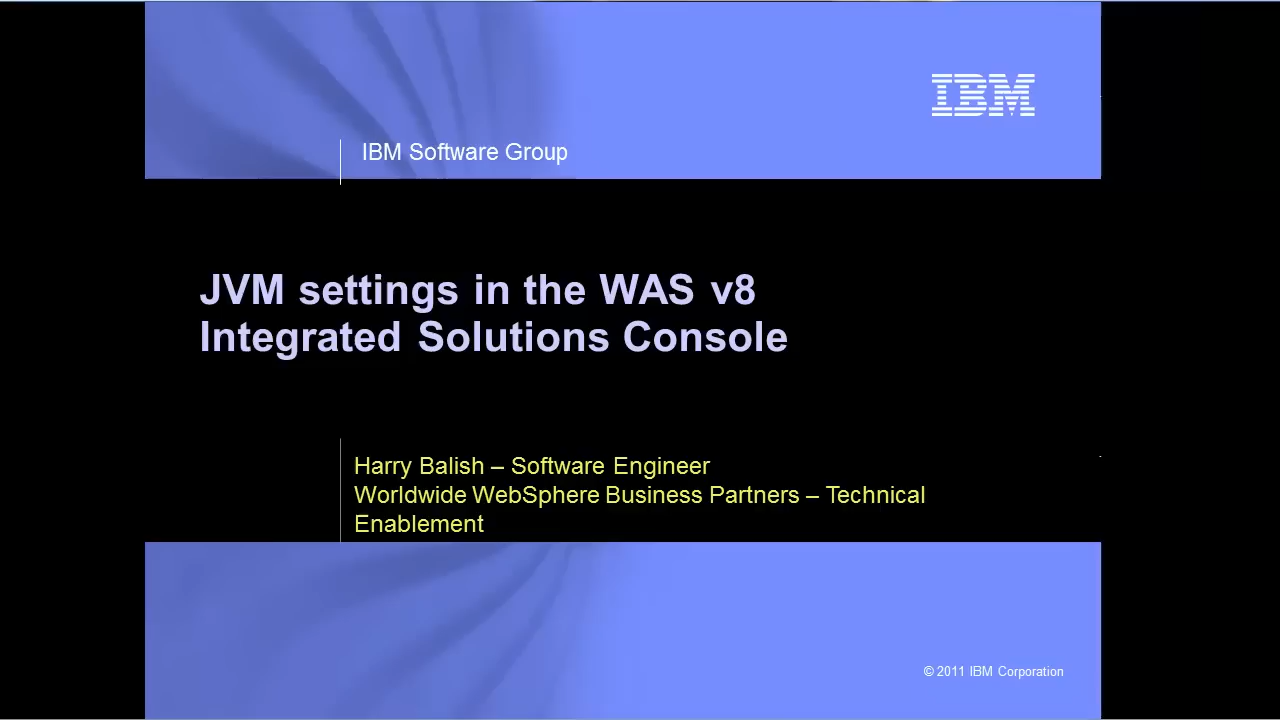 IBM
IBM Software Group
JVM settings in the WAS v8
Integrated Solutions Console
Harry Balish – Software Engineer
Worldwide WebSphere Business Partners – Technical
Enablement
© 2011 IBM Corporation